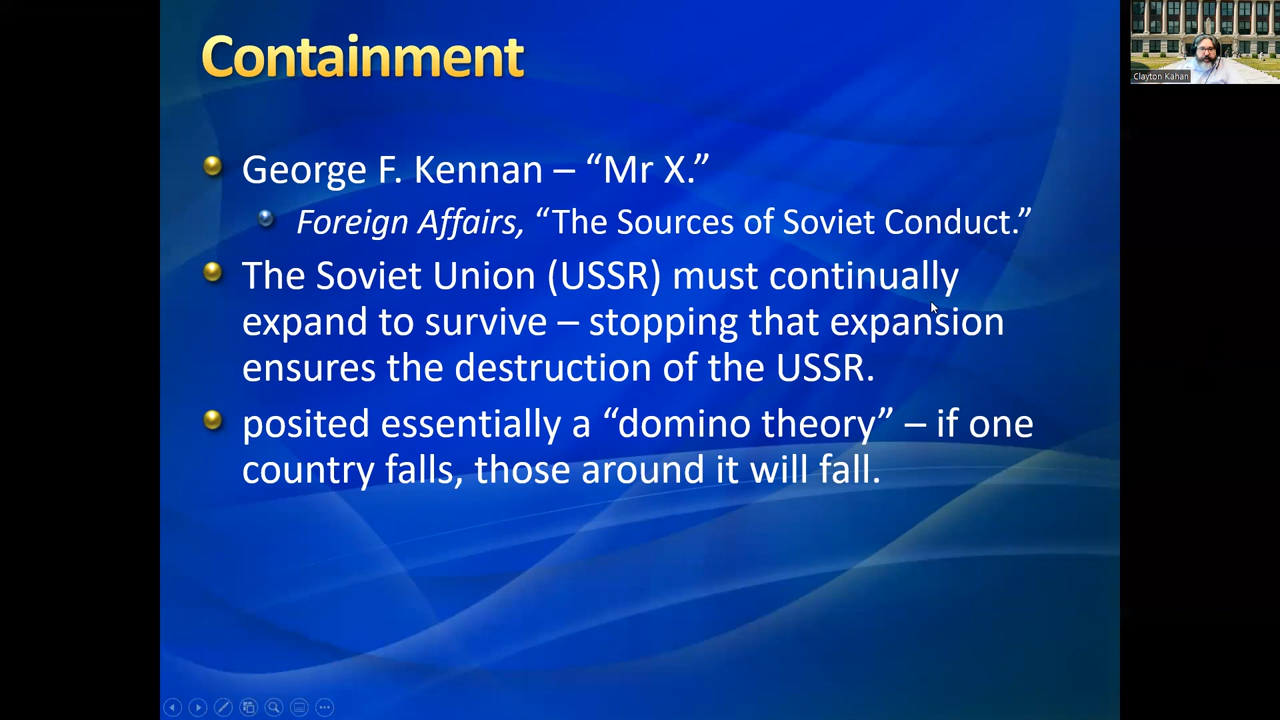 Containment
George F. Kennan – “Mr X.”
Foreign Affairs, “The Sources of Soviet Conduct.”
The Soviet Union (USSR) must continually
expand to survive – stopping that expansion
ensures the destruction of the USSR.
posited essentially a “domino theory” – if one
country falls, those around it will fall.
Clayton Kahan